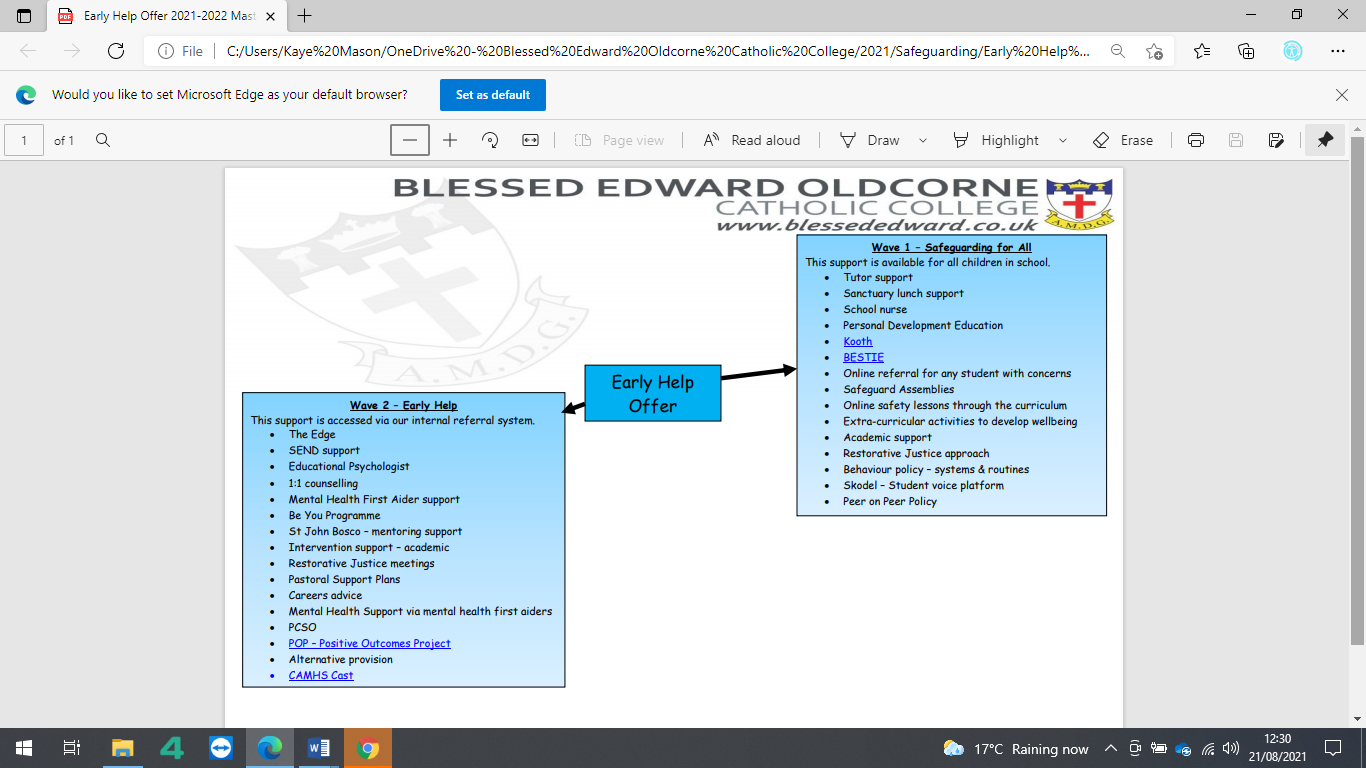 Early Help Offer 2021-2022 Mast
File
C:/Users/Kaye%20Mason/OneDrive%20-%20Blessed%20Edward%20Oldcorne%20Catholic%20College/2021/Safeguarding/Early%20Help%...
Would you like to set Microsoft Edge as your default browser?
Set as default
1 of 1
Page view
Read aloud
Draw
Highlight
Erase
BLESSED EDWARD OLDCORNE
CATHOLIC COLLEGE
www.blessededward.co.uk
A.M.D.G.
A.M.D.G.
Wave 1 – Safeguarding for All
This support is available for all children in school.
• Tutor support
• Sanctuary lunch support
• School nurse
• Personal Development Education
• Kooth
• BESTIE
• Online referral for any student with concerns
• Safeguard Assemblies
• Online safety lessons through the curriculum
• Extra-curricular activities to develop wellbeing
• Academic support
• Restorative Justice approach
• Behaviour policy – systems & routines
• Skodel – Student voice platform
• Peer on Peer Policy
Early Help
Offer
Wave 2 – Early Help
This support is accessed via our internal referral system.
• The Edge
• SEND support
• Educational Psychologist
• 1:1 counselling
• Mental Health First Aider support
• Be You Programme
• St John Bosco – mentoring support
• Intervention support – academic
• Restorative Justice meetings
• Pastoral Support Plans
• Careers advice
• Mental Health Support via mental health first aiders
• PCSO
• POP – Positive Outcomes Project
• Alternative provision
• CAMHS Cast
17°C Raining now
12:30
21/08/2021